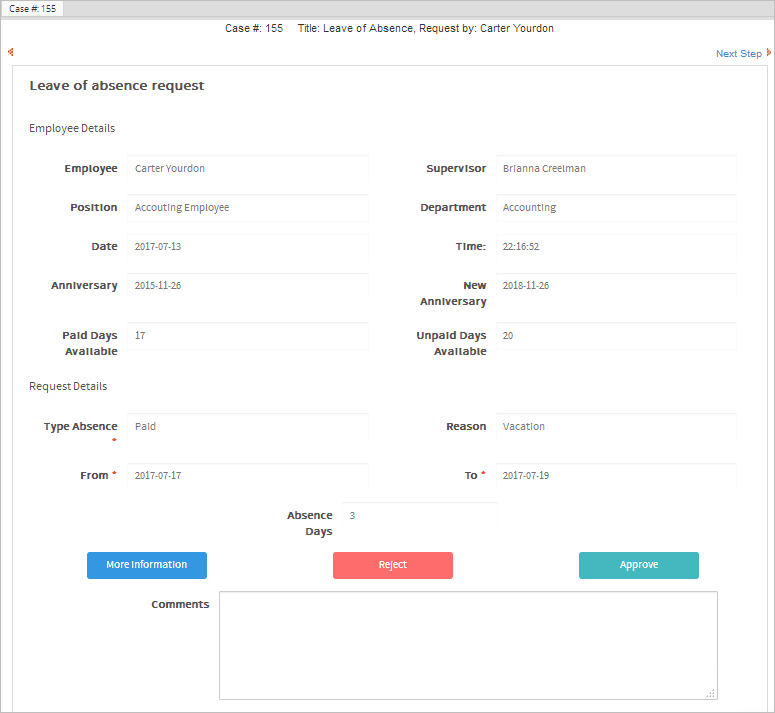 Case #: 155
Case #: 155 Title: Leave of Absence, Request by: Carter Yourdon
Next Step
Leave of absence request
Employee Details
Employee Carter Yourdon Supervisor Brianna Creelman
Position Accouting Employee Department Accounting
Date 2017-07-13 Time: 22:16:52
Anniversary 2015-11-26 New Anniversary 2018-11-26
Paid Days Available 17 Unpaid Days Available 20
Request Details
Type Absence * Paid Reason Vacation
From * 2017-07-17 To * 2017-07-19
Absence Days 3
More Information Reject Approve
Comments